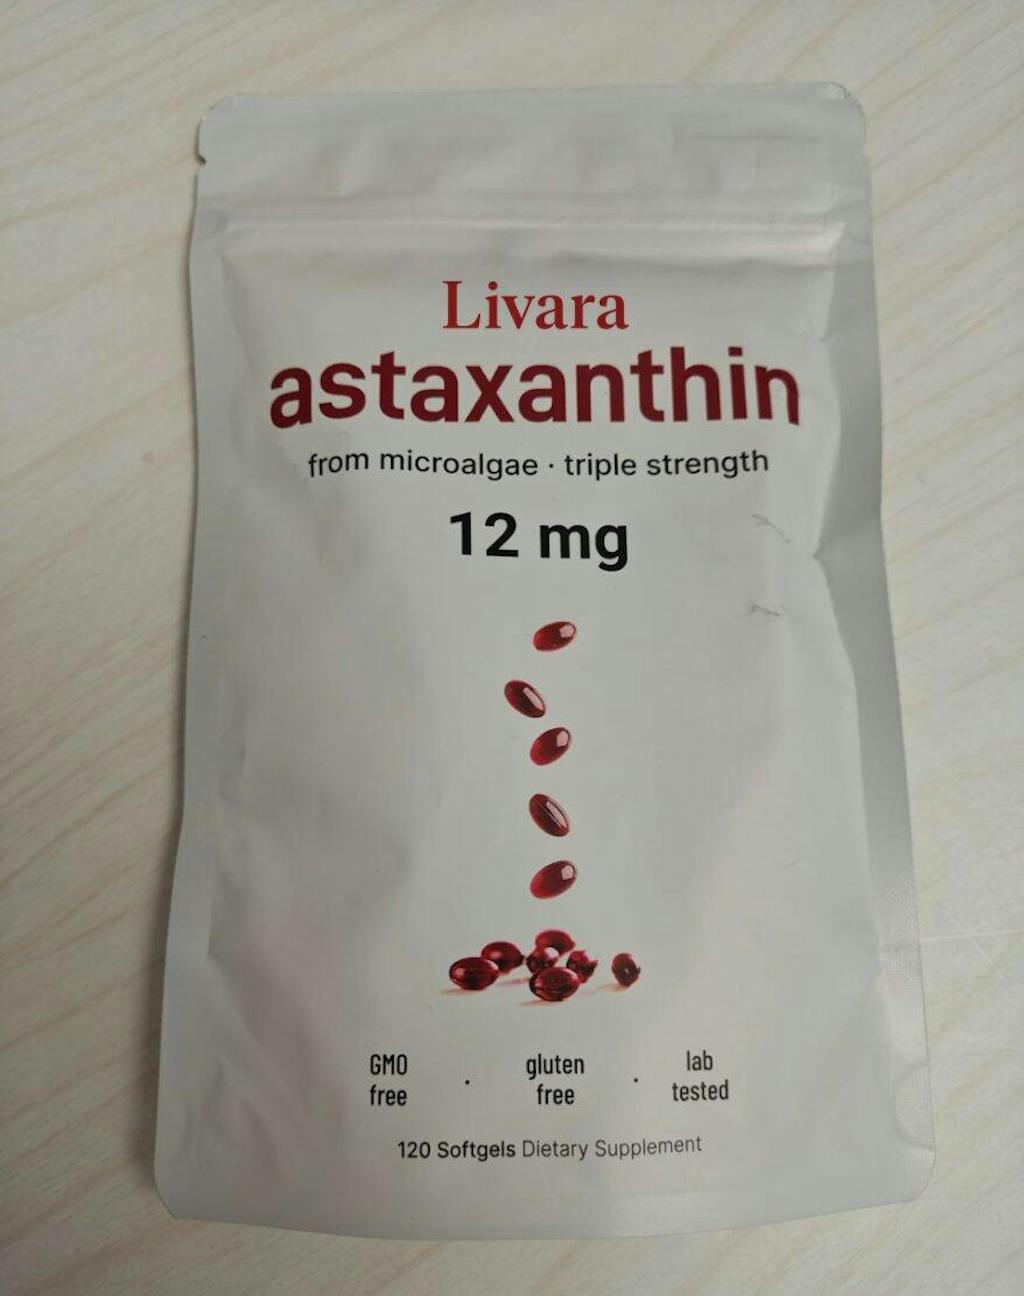 Livara
astaxanthin
from microalgae · triple strength
12 mg
GMO
free
·
gluten
free
·
lab
tested
120 Softgels Dietary Supplement